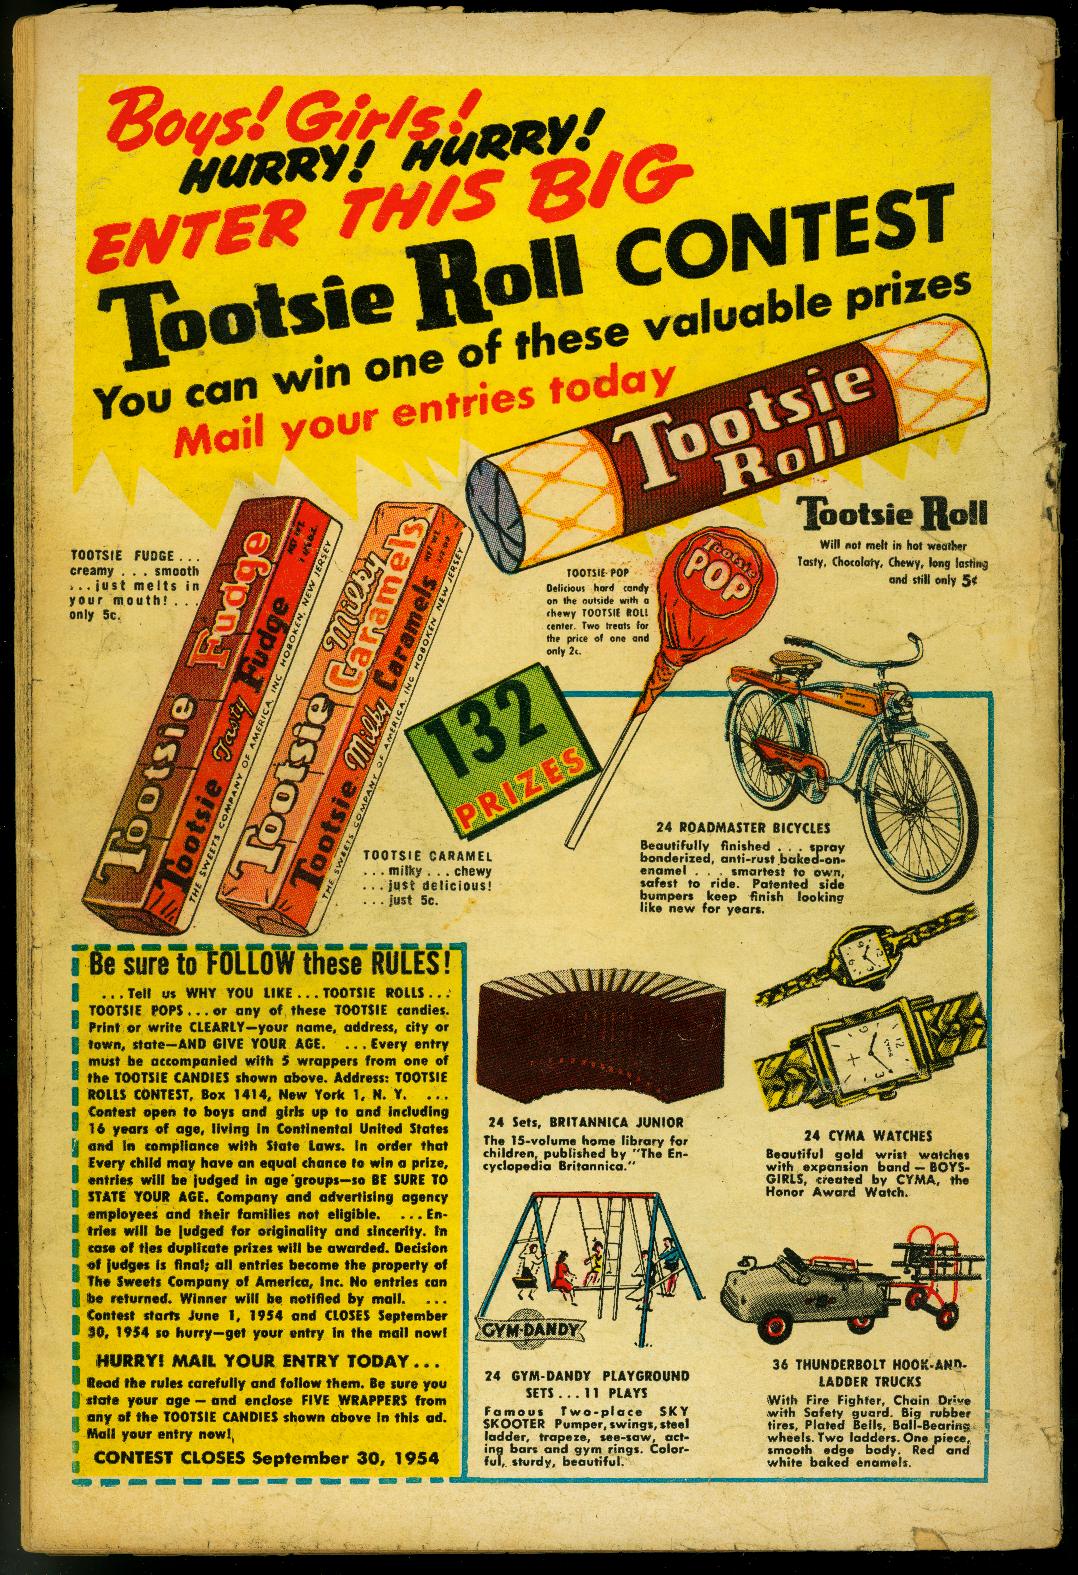 Boys! Girls!
HURRY! HURRY!
ENTER THIS BIG
Tootsie Roll CONTEST
You can win one of these valuable prizes
Mail your entries today
Tootsie
Roll
Tootsie Roll
Will not melt in hot weather
Tasty, Chocolaty, Chewy, long lasting
and still only 5¢
TOOTSIE FUDGE...
creamy ... smooth
...just melts in
your mouth! ...
only 5c.
Tootsie Fudge
Tootsie Tasty Fudge
THE SWEETS COMPANY OF AMERICA, INC HOBOKEN, NEW JERSEY
Tootsie Milky Caramels
Tootsie Milky Caramels
THE SWEETS COMPANY OF AMERICA, INC HOBOKEN NEW JERSEY
TOOTSIE POP
Delicious hard candy
on the outside with a
chewy TOOTSIE ROLL
center. Two treats for
the price of one and
only 2c.
Tootsie
POP
132
PRIZES
TOOTSIE CARAMEL
... milky ... chewy
... just delicious!
... just 5c.
24 ROADMASTER BICYCLES
Beautifully finished ... spray
bonderized, anti-rust baked-on-
enamel ... smartest to own,
safest to ride. Patented side
bumpers keep finish looking
like new for years.
Be sure to FOLLOW these RULES!
...Tell us WHY YOU LIKE...TOOTSIE ROLLS...
TOOTSIE POPS...or any of these TOOTSIE candies.
Print or write CLEARLY—your name, address, city or
town, state—AND GIVE YOUR AGE. ...Every entry
must be accompanied with 5 wrappers from one of
the TOOTSIE CANDIES shown above. Address: TOOTSIE
ROLLS CONTEST, Box 1414, New York 1, N. Y. ...
Contest open to boys and girls up to and including
16 years of age, living in Continental United States
and in compliance with State Laws. In order that
Every child may have an equal chance to win a prize,
entries will be judged in age groups—so BE SURE TO
STATE YOUR AGE. Company and advertising agency
employees and their families not eligible. ...En-
tries will be judged for originality and sincerity. In
case of ties duplicate prizes will be awarded. Decision
of judges is final; all entries become the property of
The Sweets Company of America, Inc. No entries can
be returned. Winner will be notified by mail. ...
Contest starts June 1, 1954 and CLOSES September
30, 1954 so hurry—get your entry in the mail now!
HURRY! MAIL YOUR ENTRY TODAY...
Read the rules carefully and follow them. Be sure you
state your age — and enclose FIVE WRAPPERS from
any of the TOOTSIE CANDIES shown above in this ad.
Mail your entry now!
CONTEST CLOSES September 30, 1954
24 Sets, BRITANNICA JUNIOR
The 15-volume home library for
children, published by "The En-
cyclopedia Britannica."
24 CYMA WATCHES
Beautiful gold wrist watches
with expansion band — BOYS-
GIRLS, created by CYMA, the
Honor Award Watch.
GYM-DANDY
24 GYM-DANDY PLAYGROUND
SETS...11 PLAYS
Famous Two-place SKY
SKOOTER Pumper, swings, steel
ladder, trapeze, see-saw, act-
ing bars and gym rings. Color-
ful, sturdy, beautiful.
36 THUNDERBOLT HOOK-AND-
LADDER TRUCKS
With Fire Fighter, Chain Drive
with Safety guard. Big rubber
tires, Plated Bells, Ball-Bearing
wheels. Two ladders. One piece,
smooth edge body. Red and
white baked enamels.